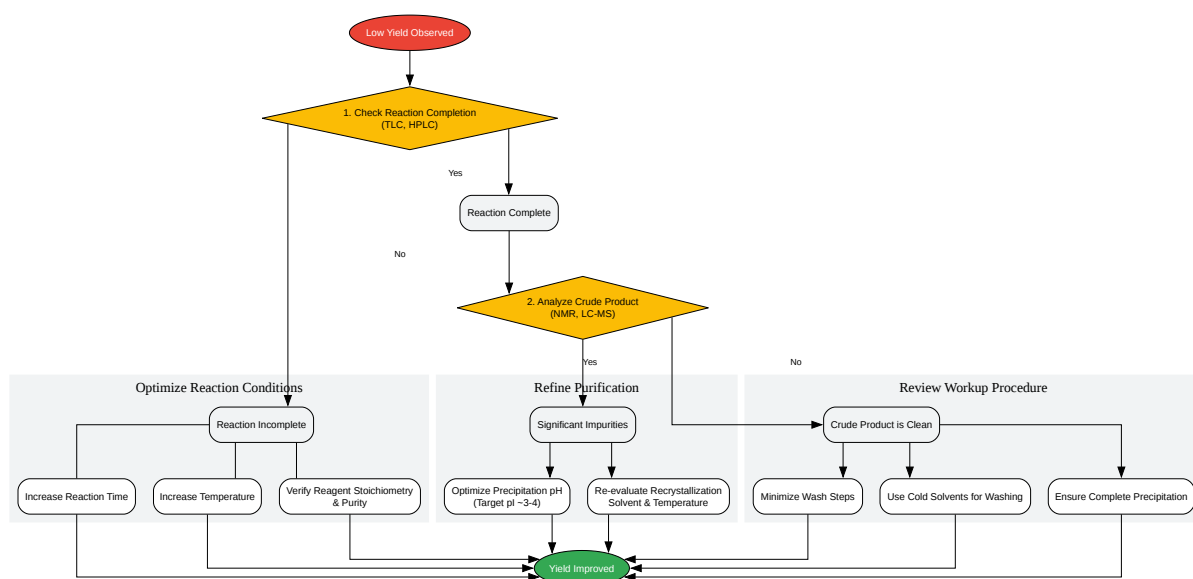 Low Yield Observed
1. Check Reaction Completion
(TLC, HPLC)
Yes
Reaction Complete
No
2. Analyze Crude Product
(NMR, LC-MS)
Yes
No
Optimize Reaction Conditions
Refine Purification
Review Workup Procedure
Reaction Incomplete
Significant Impurities
Crude Product is Clean
Increase Reaction Time
Increase Temperature
Verify Reagent Stoichiometry
& Purity
Optimize Precipitation pH
(Target pI ~3-4)
Re-evaluate Recrystallization
Solvent & Temperature
Minimize Wash Steps
Use Cold Solvents for Washing
Ensure Complete Precipitation
Yield Improved